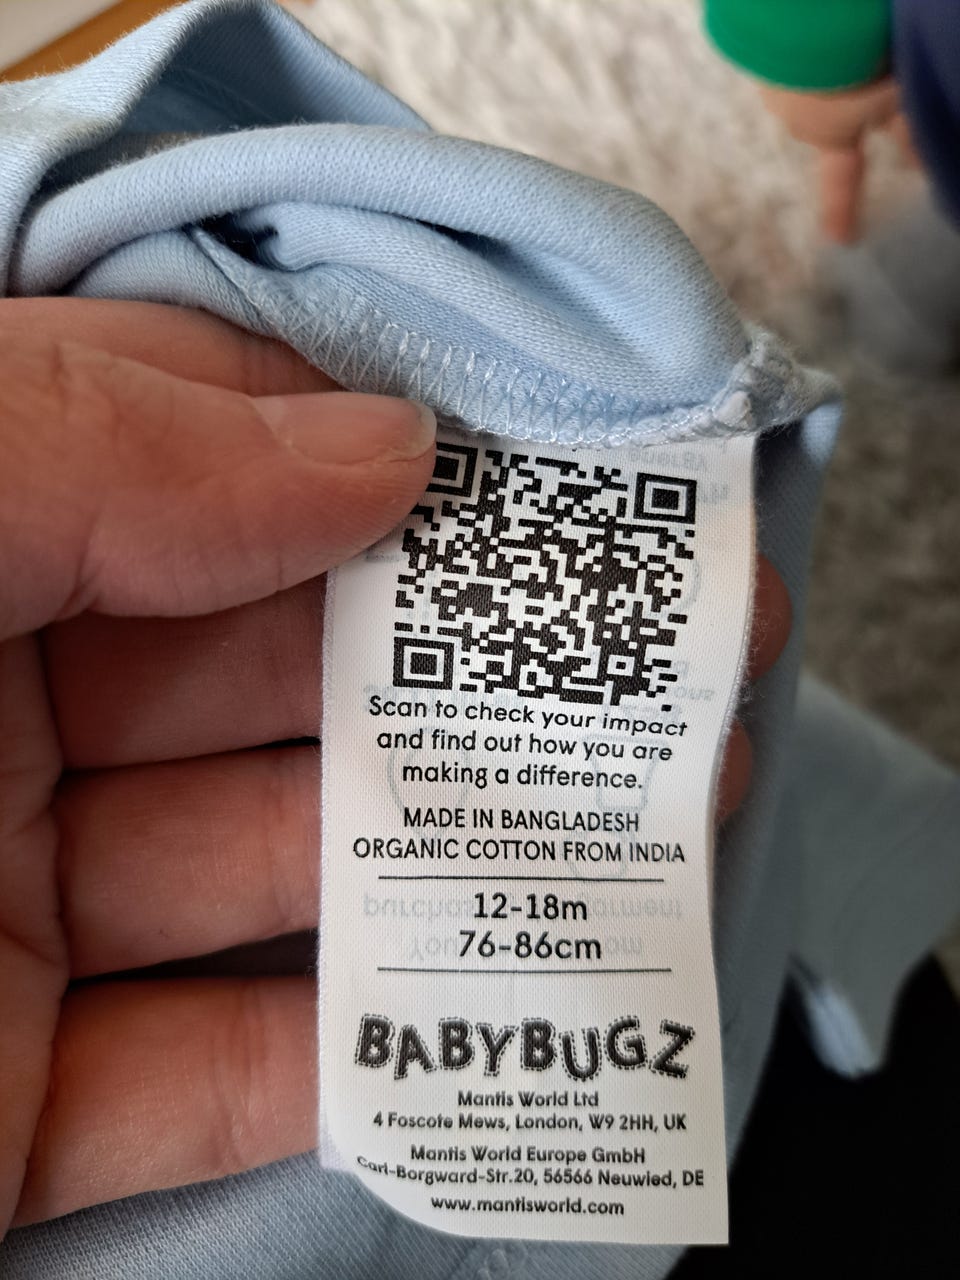 Scan to check your impact
and find out how you are
making a difference.
MADE IN BANGLADESH
ORGANIC COTTON FROM INDIA
12-18m
76-86cm
BABYBUGZ
Mantis World Ltd
4 Foscote Mews, London, W9 2HH, UK
Mantis World Europe GmbH
Carl-Borgward-Str.20, 56566 Neuwied, DE
www.mantisworld.com